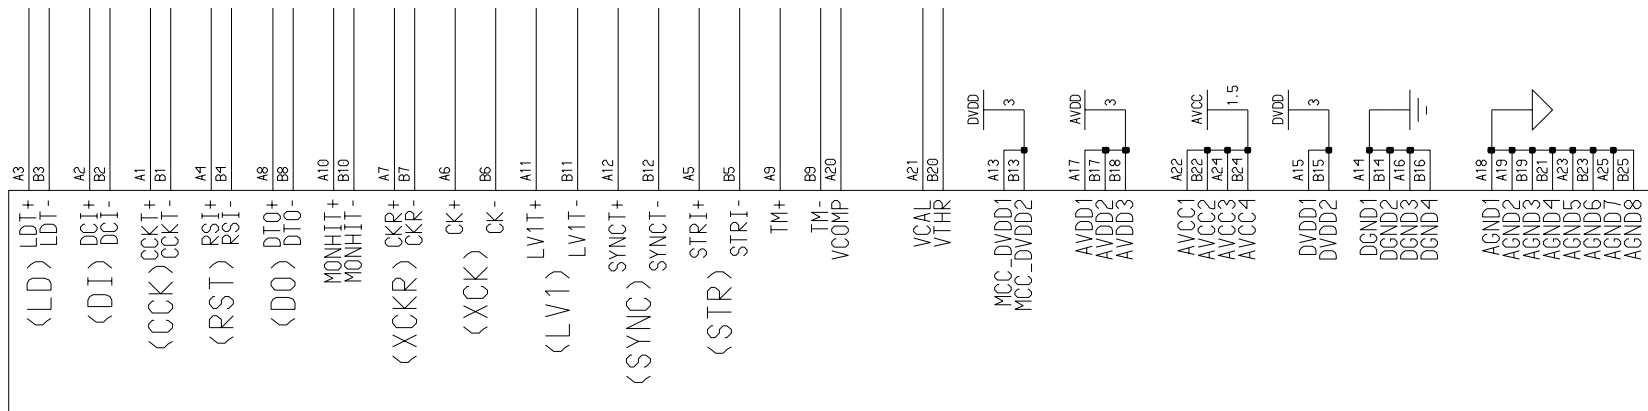 DVDD 3
AVDD 3
AVCC 1.5
DVDD 3
A3 B3 A2 B2 A1 B1 A4 B4 A8 B8 A10 B10 A7 B7 A6 B6 A11 B11 A12 B12 A5 B5 A9 B9 A20 A21 B20 A13 B13 A17 B17 B18 A22 B22 A24 B24 A15 B15 A14 B14 A16 B16 A18 A19 B19 B21 A23 B23 A25 B25
LDT+
LDT-
(LD)
DCI+
DCI-
(DI)
CCKT+
CCKT-
(CCK)
RSI+
RSI-
(RST)
DTO+
DTO-
(DO)
MONHIT+
MONHIT-
CKR+
CKR-
(XCKR)
CK+
CK-
(XCK)
LV1T+
LV1T-
(LV1)
SYNCT+
SYNCT-
(SYNC)
STRI+
STRI-
(STR)
TM+
TM-
VCOMP
VCAL
VTHR
MCC_DVDD1
MCC_DVDD2
AVDD1
AVDD2
AVDD3
AVCC1
AVCC2
AVCC3
AVCC4
DVDD1
DVDD2
DGND1
DGND2
DGND3
DGND4
AGND1
AGND2
AGND3
AGND4
AGND5
AGND6
AGND7
AGND8